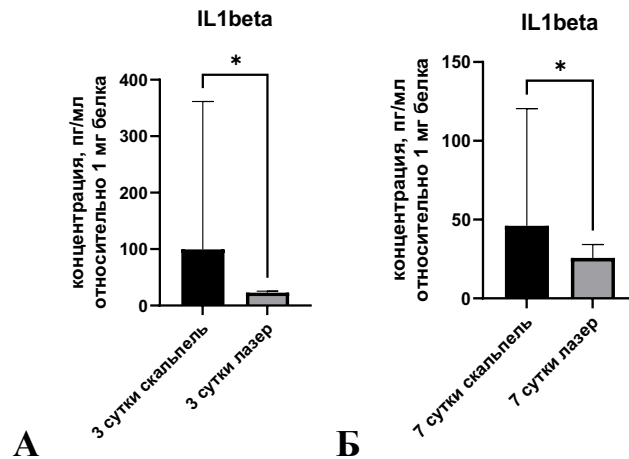 IL1beta
концентрация, пг/мл
относительно 1 мг белка
400
300
200
100
0
*
3 сутки скальпель
3 сутки лазер
А
IL1beta
концентрация, пг/мл
относительно 1 мг белка
150
100
50
0
*
7 сутки скальпель
7 сутки лазер
Б